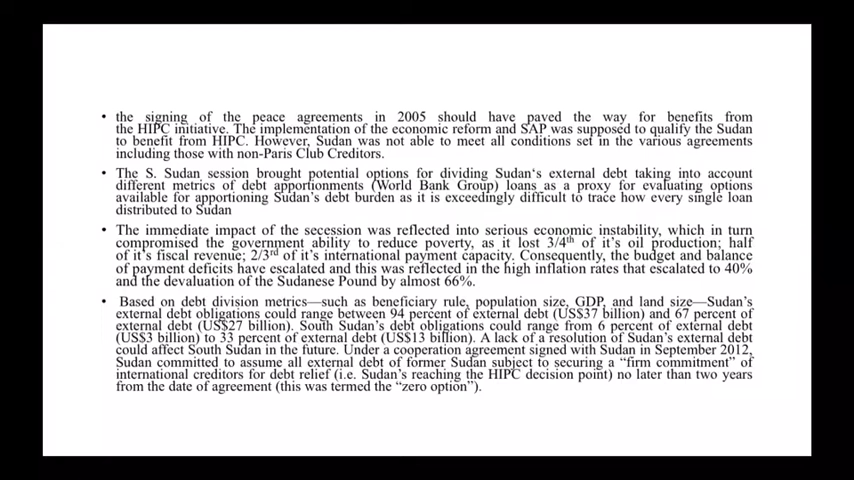 • the signing of the peace agreements in 2005 should have paved the way for benefits from
the HIPC initiative. The implementation of the economic reform and SAP was supposed to qualify the Sudan
to benefit from HIPC. However, Sudan was not able to meet all conditions set in the various agreements
including those with non-Paris Club Creditors.
• The S. Sudan session brought potential options for dividing Sudan‘s external debt taking into account
different metrics of debt apportionments (World Bank Group) loans as a proxy for evaluating options
available for apportioning Sudan’s debt burden as it is exceedingly difficult to trace how every single loan
distributed to Sudan
• The immediate impact of the secession was reflected into serious economic instability, which in turn
compromised the government ability to reduce poverty, as it lost 3/4th of it’s oil production; half
of it’s fiscal revenue; 2/3rd of it’s international payment capacity. Consequently, the budget and balance
of payment deficits have escalated and this was reflected in the high inflation rates that escalated to 40%
and the devaluation of the Sudanese Pound by almost 66%.
• Based on debt division metrics—such as beneficiary rule, population size, GDP, and land size—Sudan’s
external debt obligations could range between 94 percent of external debt (US$37 billion) and 67 percent of
external debt (US$27 billion). South Sudan’s debt obligations could range from 6 percent of external debt
(US$3 billion) to 33 percent of external debt (US$13 billion). A lack of a resolution of Sudan’s external debt
could affect South Sudan in the future. Under a cooperation agreement signed with Sudan in September 2012,
Sudan committed to assume all external debt of former Sudan subject to securing a “firm commitment” of
international creditors for debt relief (i.e. Sudan’s reaching the HIPC decision point) no later than two years
from the date of agreement (this was termed the “zero option”).